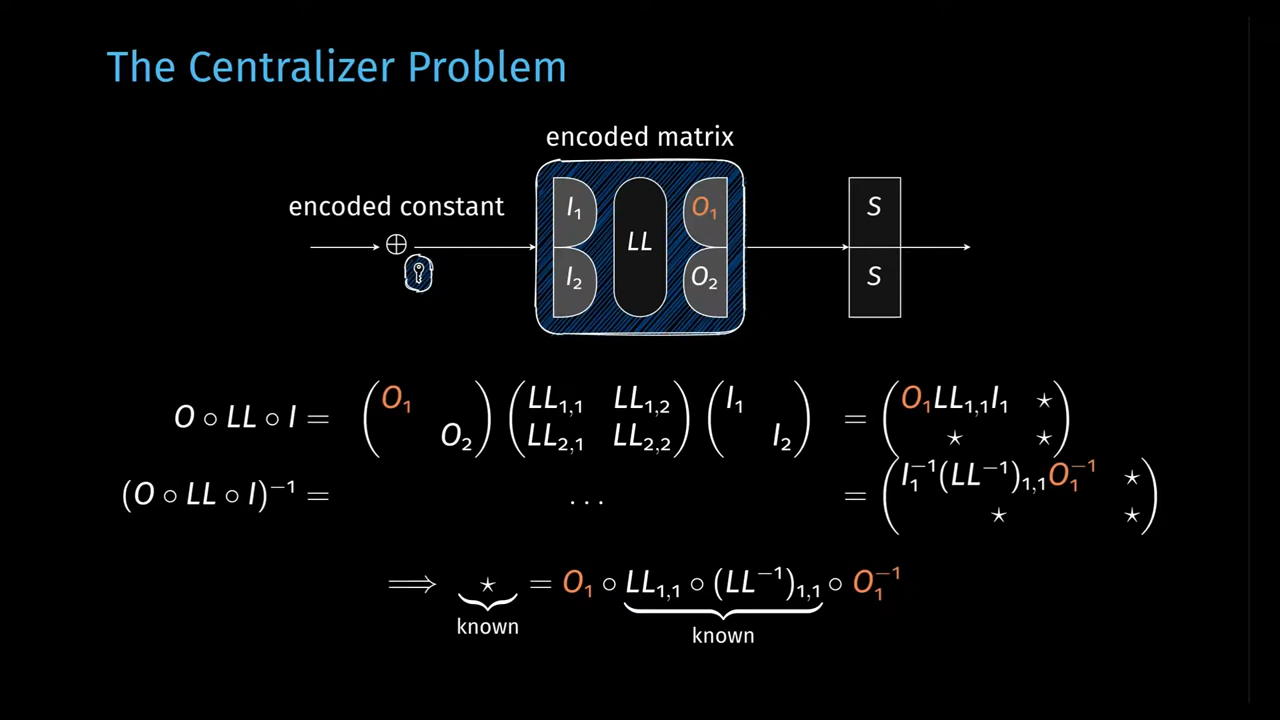 The Centralizer Problem
encoded matrix
encoded constant
I₁ O₁ S
LL
⊕
I₂ O₂ S
O ∘ LL ∘ I = (O₁ O₂) (LL₁,₁ LL₁,₂ LL₂,₁ LL₂,₂) (I₁ I₂) = (O₁LL₁,₁I₁ ⋆ ⋆ ⋆)
(O ∘ LL ∘ I)⁻¹ = ... = (I₁⁻¹(LL⁻¹)₁,₁O₁⁻¹ ⋆ ⋆ ⋆)
⟹ ⋆ = O₁ ∘ LL₁,₁ ∘ (LL⁻¹)₁,₁ ∘ O₁⁻¹
known known